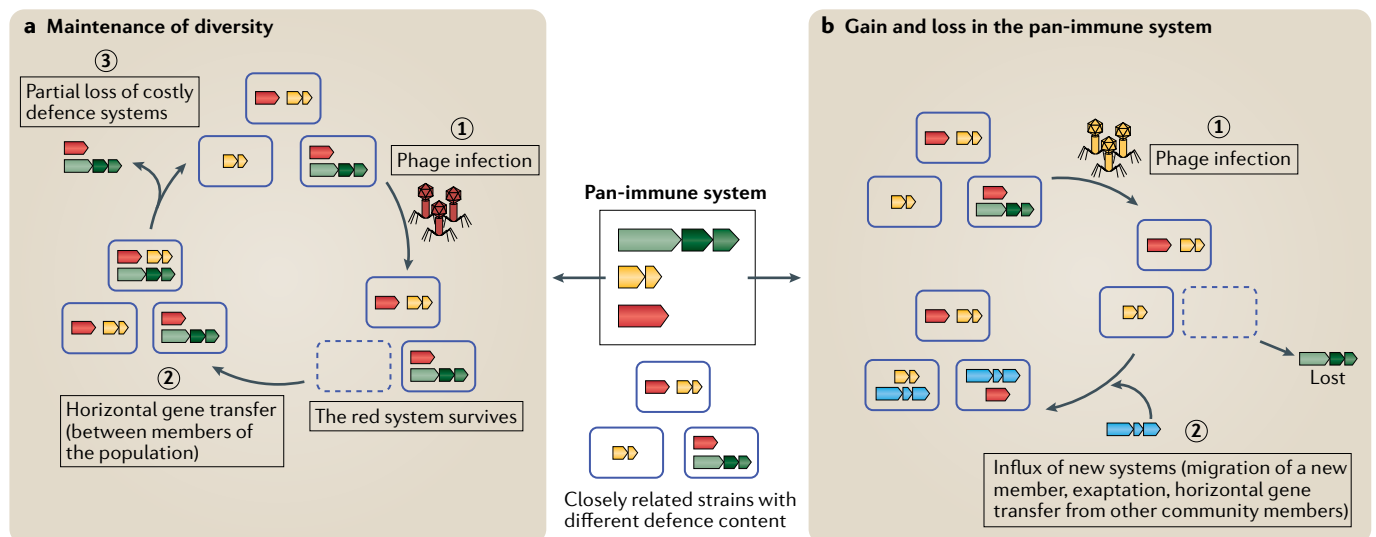 a Maintenance of diversity
③
Partial loss of costly
defence systems
①
Phage infection
The red system survives
②
Horizontal gene transfer
(between members of
the population)
Pan-immune system
Closely related strains with
different defence content
b Gain and loss in the pan-immune system
①
Phage infection
Lost
②
Influx of new systems (migration of a new
member, exaptation, horizontal gene
transfer from other community members)